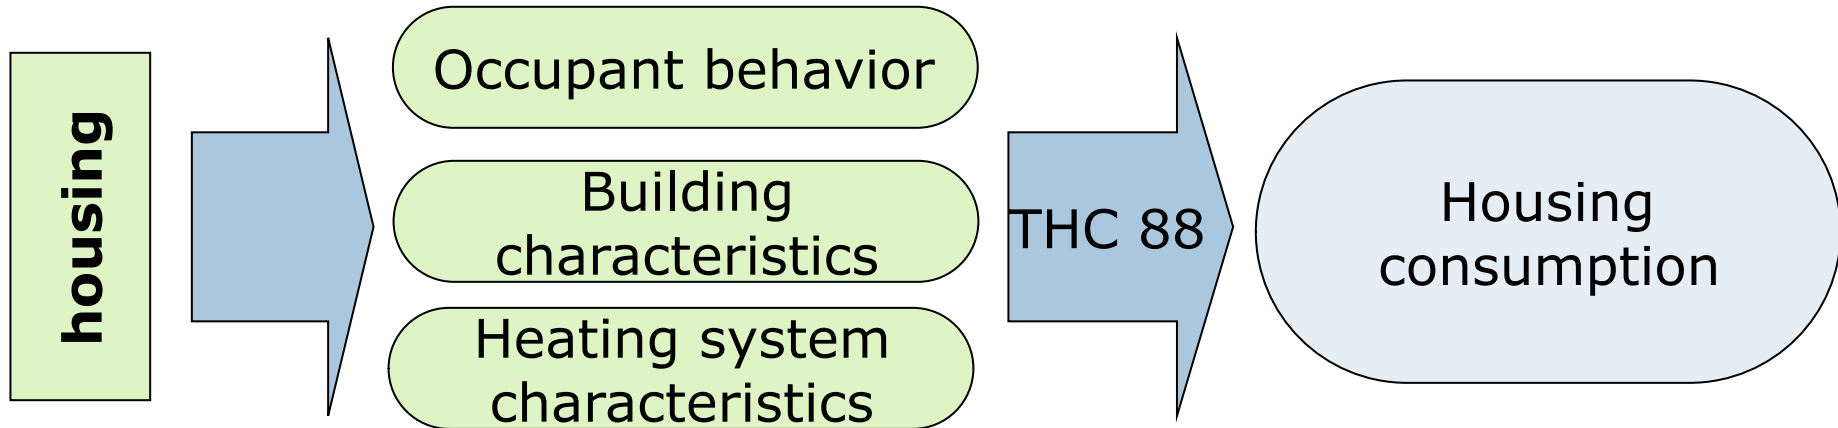 housing
Occupant behavior
Building
characteristics
Heating system
characteristics
THC 88
Housing
consumption